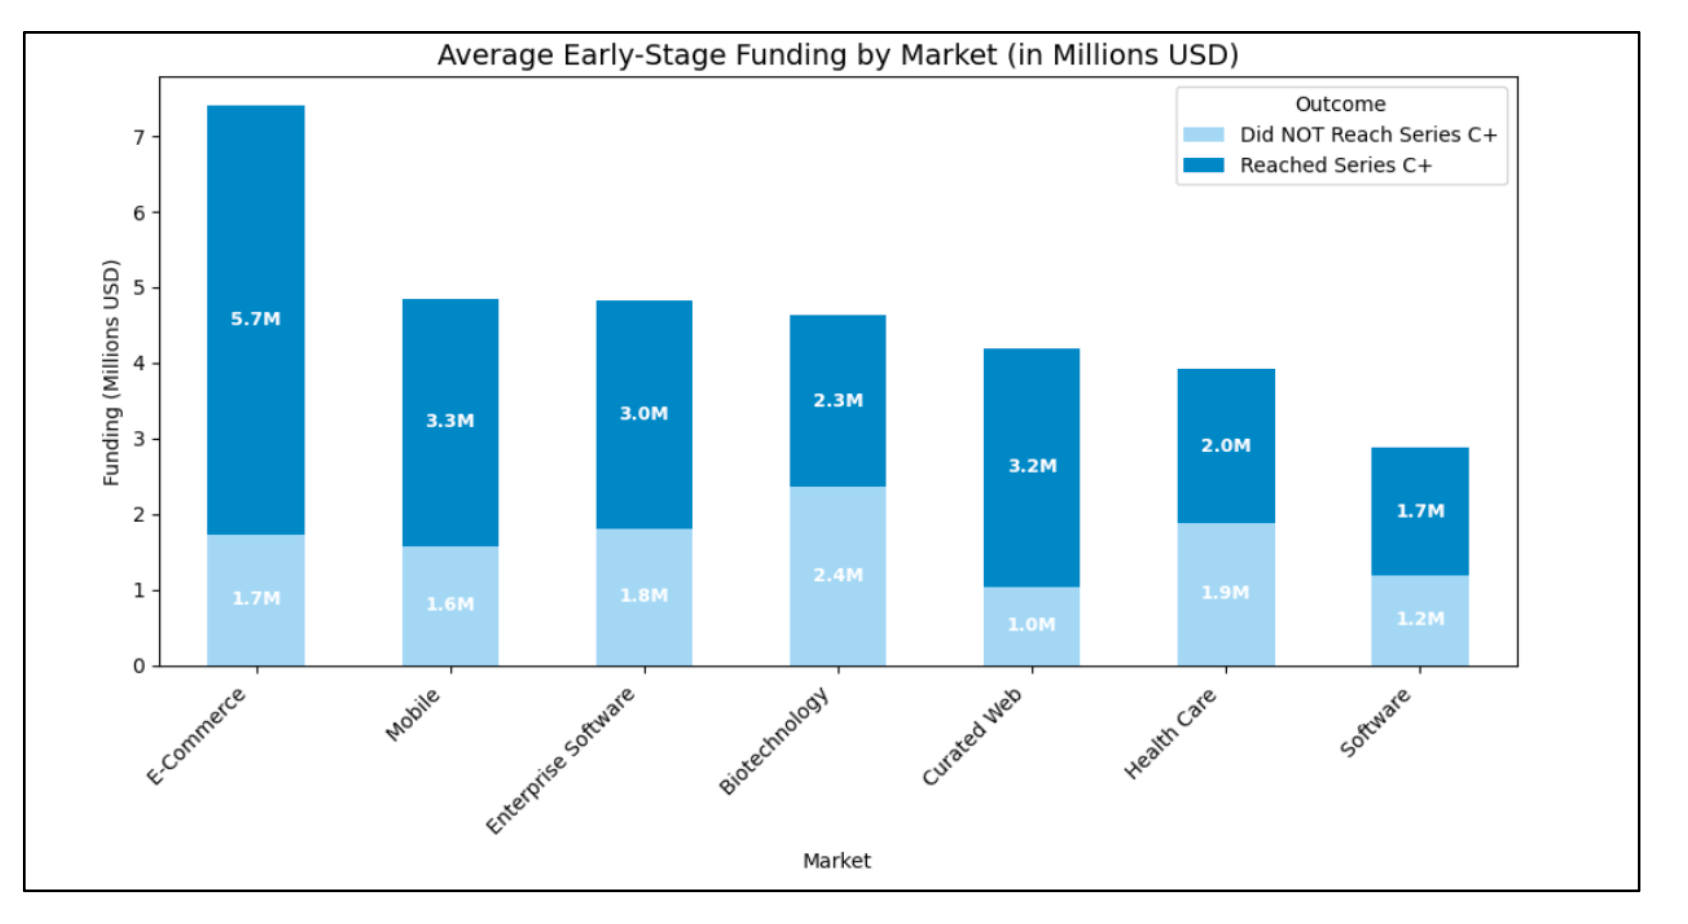 Average Early-Stage Funding by Market (in Millions USD)
Outcome
Did NOT Reach Series C+
Reached Series C+
Funding (Millions USD)
7
6
5
4
3
2
1
0
5.7M
1.7M
3.3M
1.6M
3.0M
1.8M
2.3M
2.4M
3.2M
1.0M
2.0M
1.9M
1.7M
1.2M
E-Commerce
Mobile
Enterprise Software
Biotechnology
Curated Web
Health Care
Software
Market